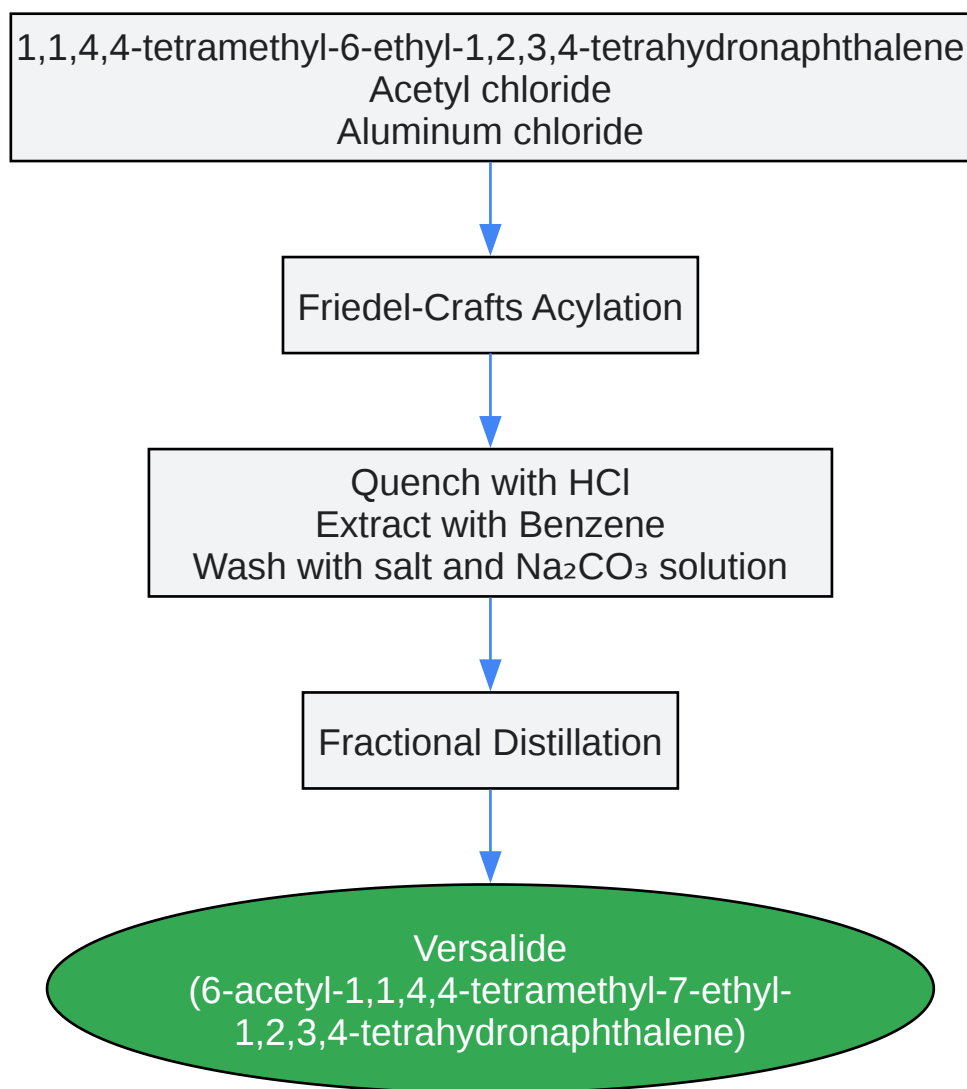 1,1,4,4-tetramethyl-6-ethyl-1,2,3,4-tetrahydronaphthalene
Acetyl chloride
Aluminum chloride
Friedel-Crafts Acylation
Quench with HCl
Extract with Benzene
Wash with salt and Na₂CO₃ solution
Fractional Distillation
Versalide
(6-acetyl-1,1,4,4-tetramethyl-7-ethyl-
1,2,3,4-tetrahydronaphthalene)